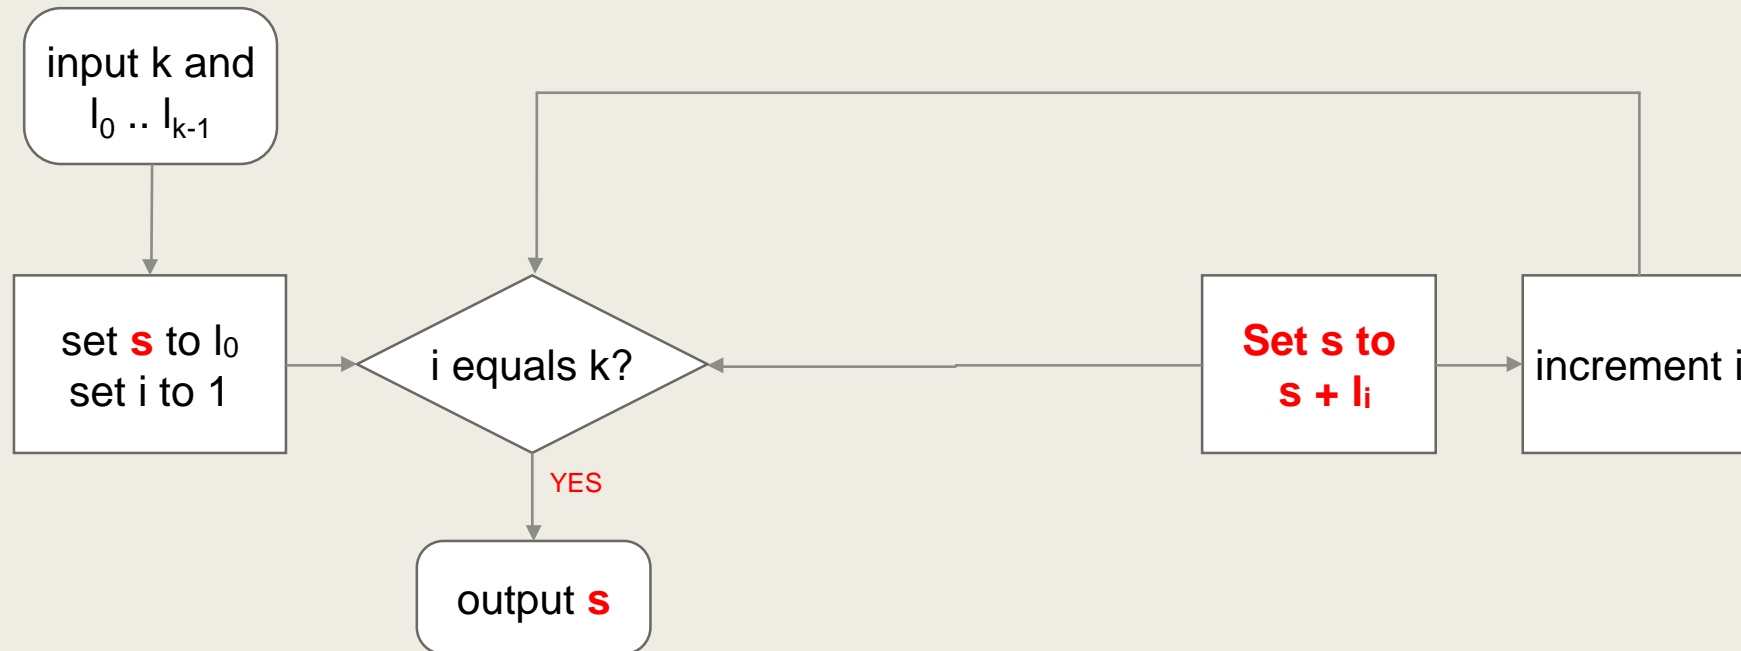 input k and
l₀ .. lₖ₋₁
set s to l₀
set i to 1
i equals k?
YES
output s
Set s to
s + lᵢ
increment i